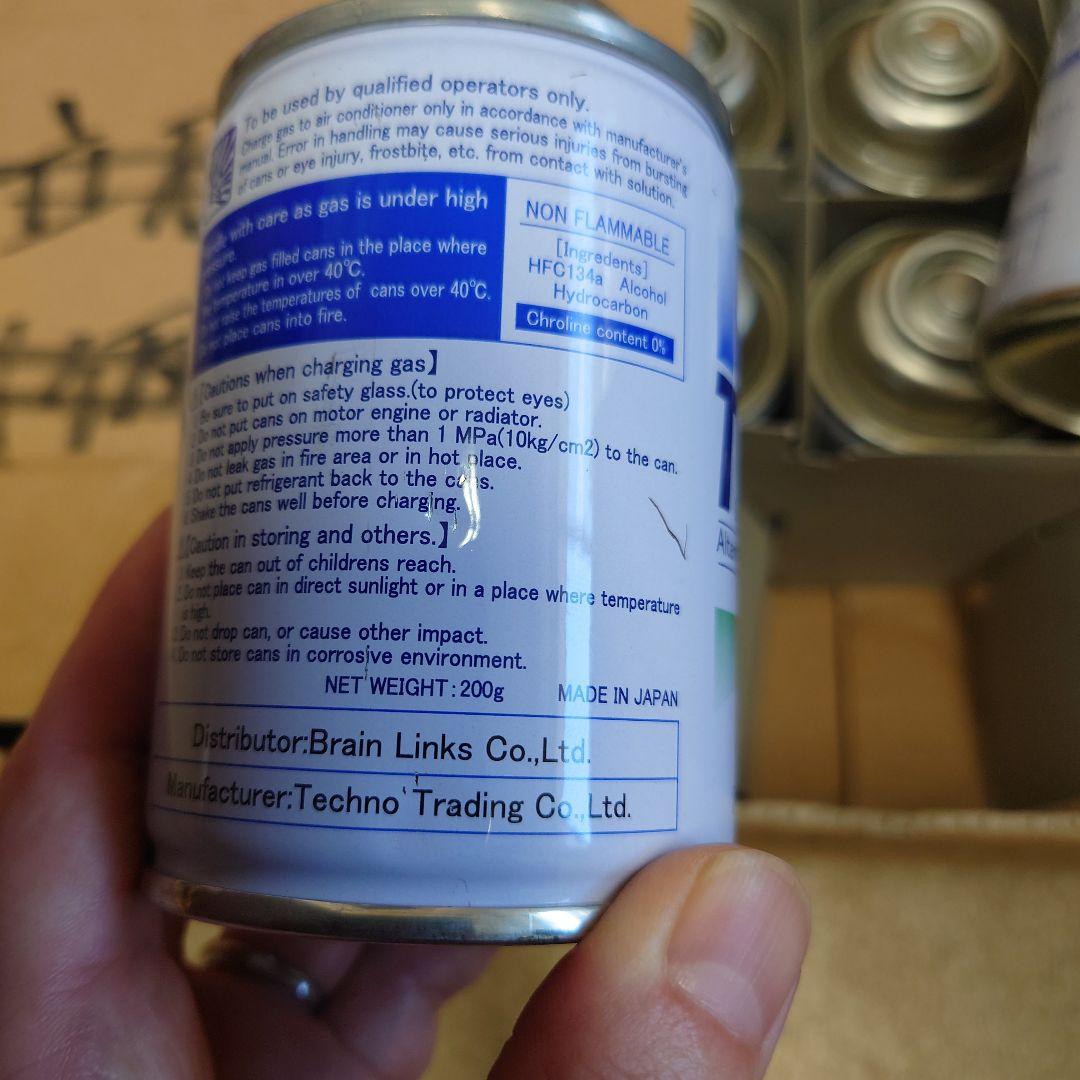 To be used by qualified operators only.
Charge gas to air conditioner only in accordance with manufacturer's
manual. Error in handling may cause serious injuries from bursting
of cans or eye injury, frostbite, etc. from contact with solution.
with care as gas is under high
keep gas filled cans in the place where
temperature in over 40℃.
raise the temperatures of cans over 40℃.
place cans into fire.
NON FLAMMABLE
[Ingredents]
HFC134a Alcohol
Hydrocarbon
Chroline content 0%
[Cautions when charging gas】
Be sure to put on safety glass.(to protect eyes)
Do not put cans on motor engine or radiator.
Do not apply pressure more than 1 MPa(10kg/cm2) to the can.
Do not leak gas in fire area or in hot place.
Do not put refrigerant back to the cans.
Shake the cans well before charging.
[Caution in storing and others.】
Keep the can out of childrens reach.
Do not place can in direct sunlight or in a place where temperature
is high.
Do not drop can, or cause other impact.
Do not store cans in corrosive environment.
NET WEIGHT:200g MADE IN JAPAN
Distributor:Brain Links Co.,Ltd.
Manufacturer:Techno Trading Co.,Ltd.